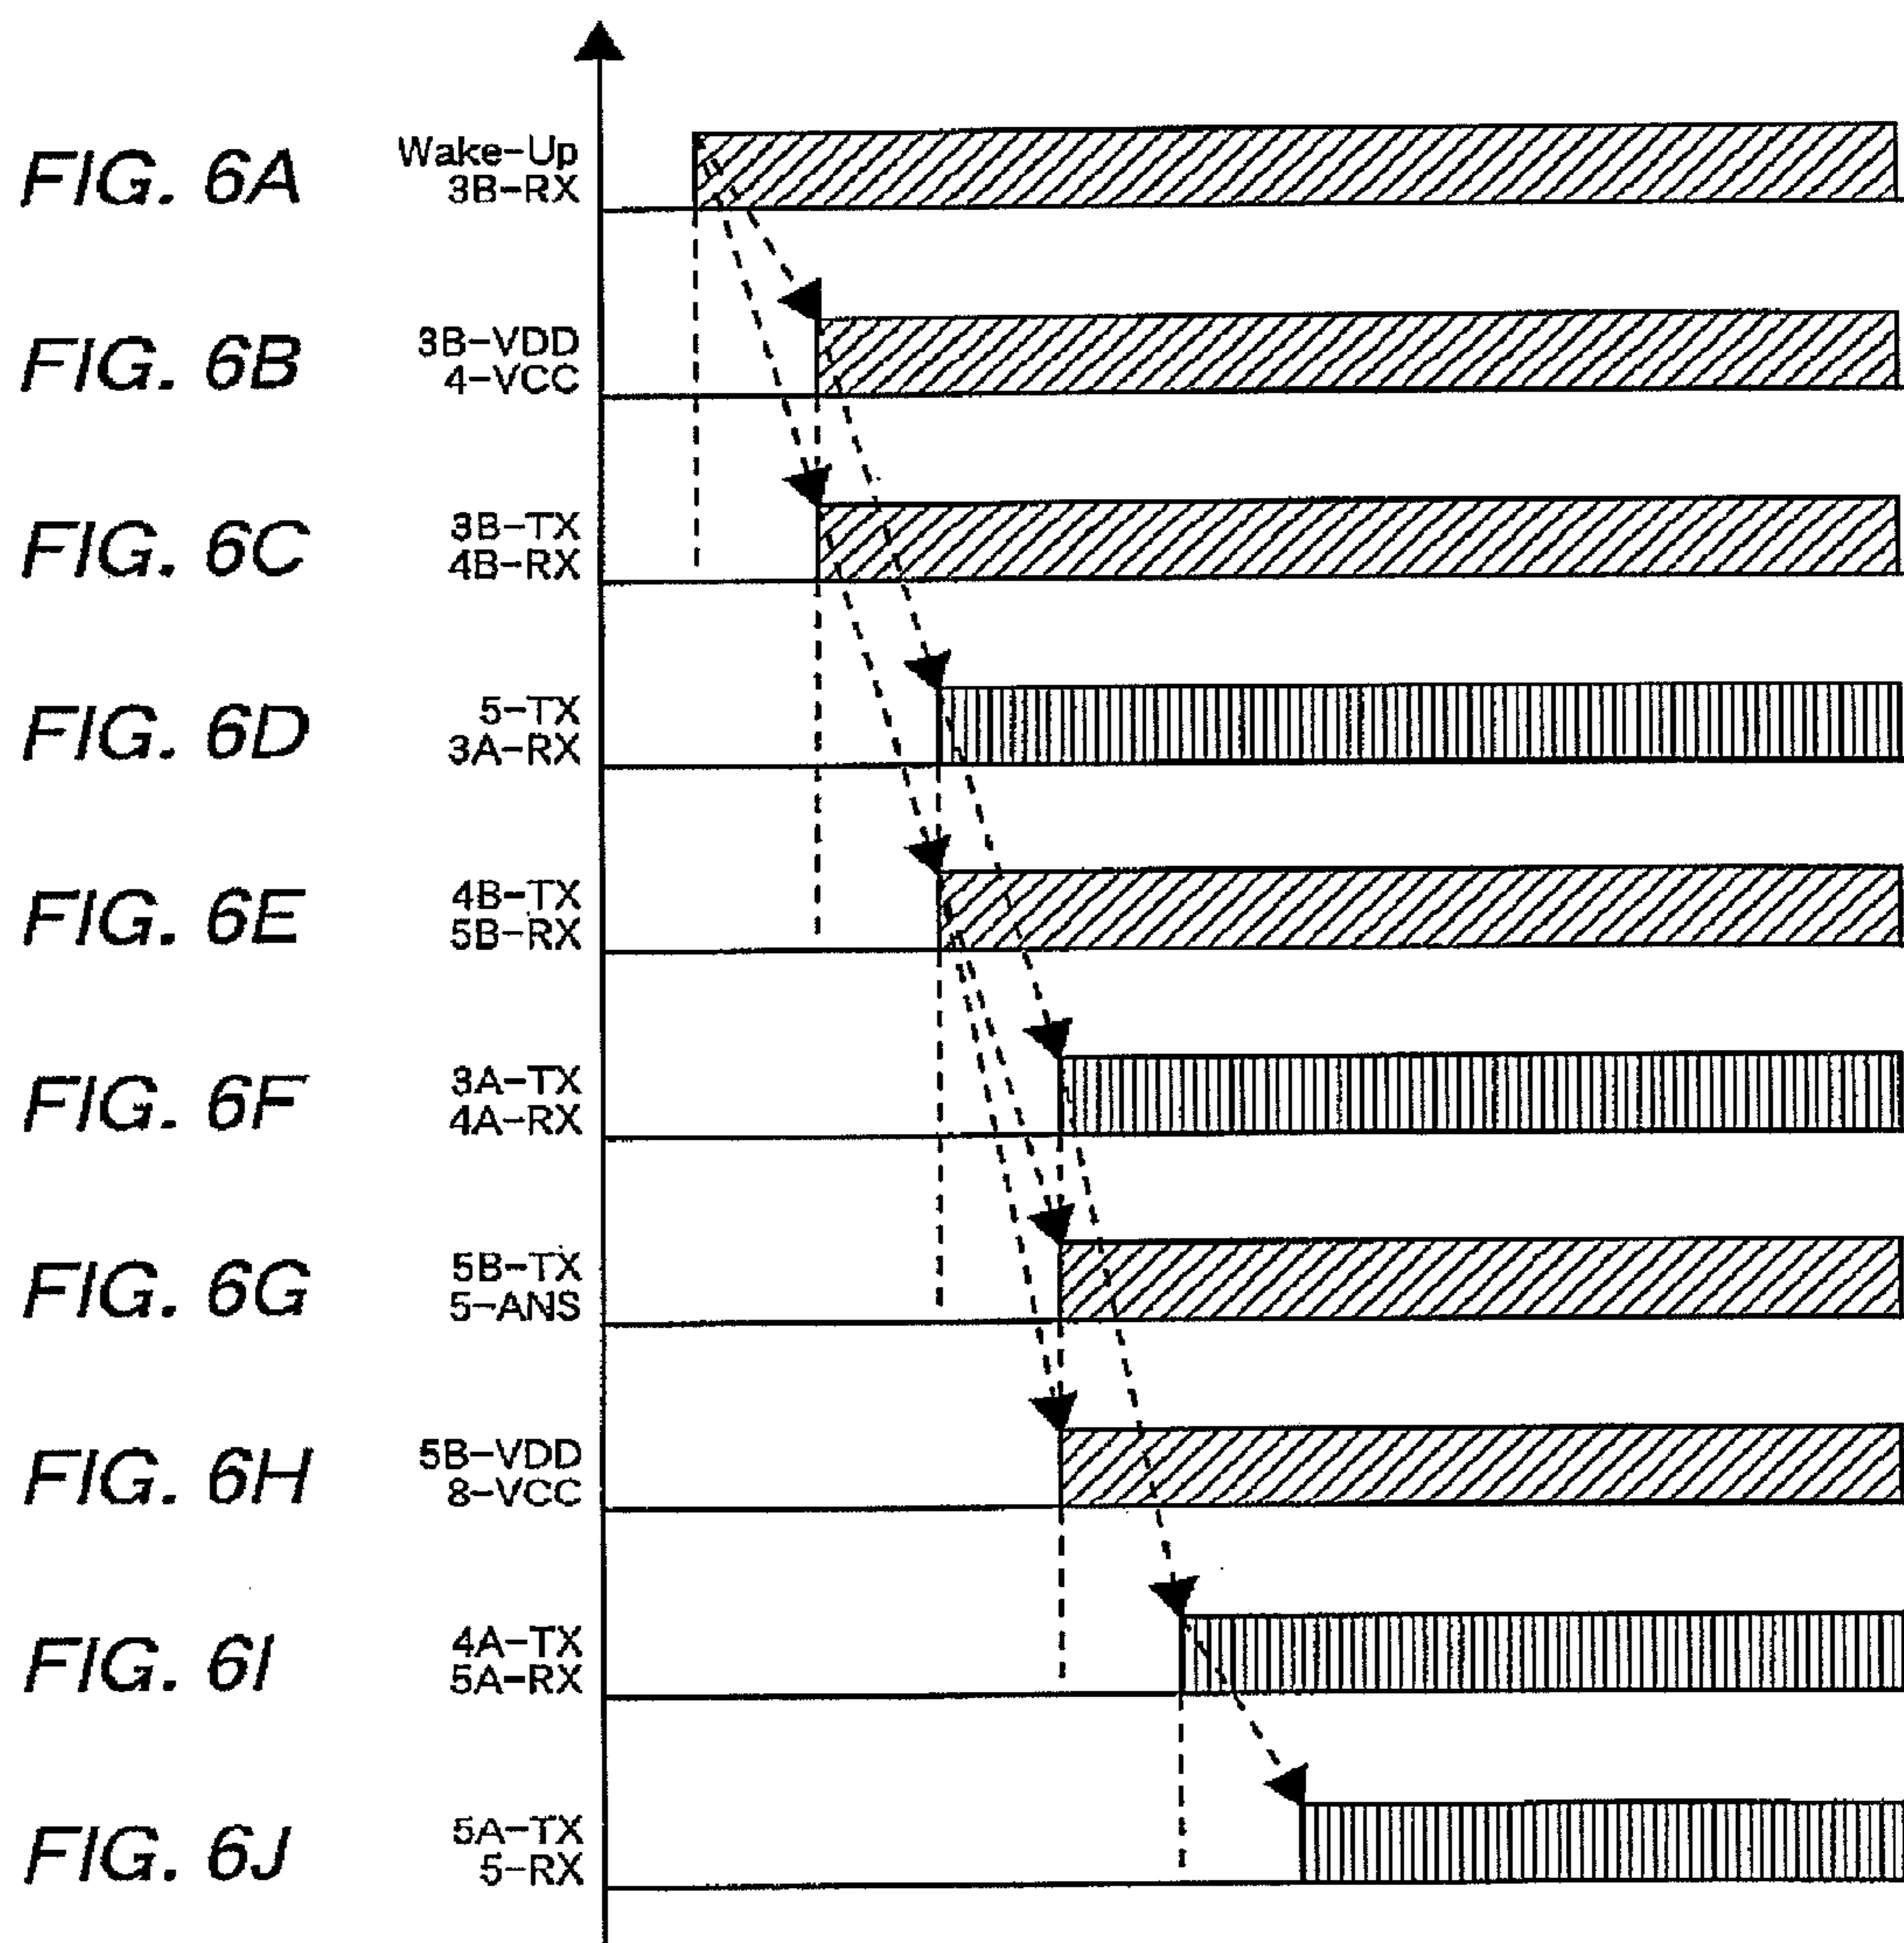 FIG. 6A
Wake-Up
3B-RX
FIG. 6B
3B-VDD
4-VCC
FIG. 6C
3B-TX
4B-RX
FIG. 6D
5-TX
3A-RX
FIG. 6E
4B-TX
5B-RX
FIG. 6F
3A-TX
4A-RX
FIG. 6G
5B-TX
5-ANS
FIG. 6H
5B-VDD
8-VCC
FIG. 6I
4A-TX
5A-RX
FIG. 6J
5A-TX
5-RX